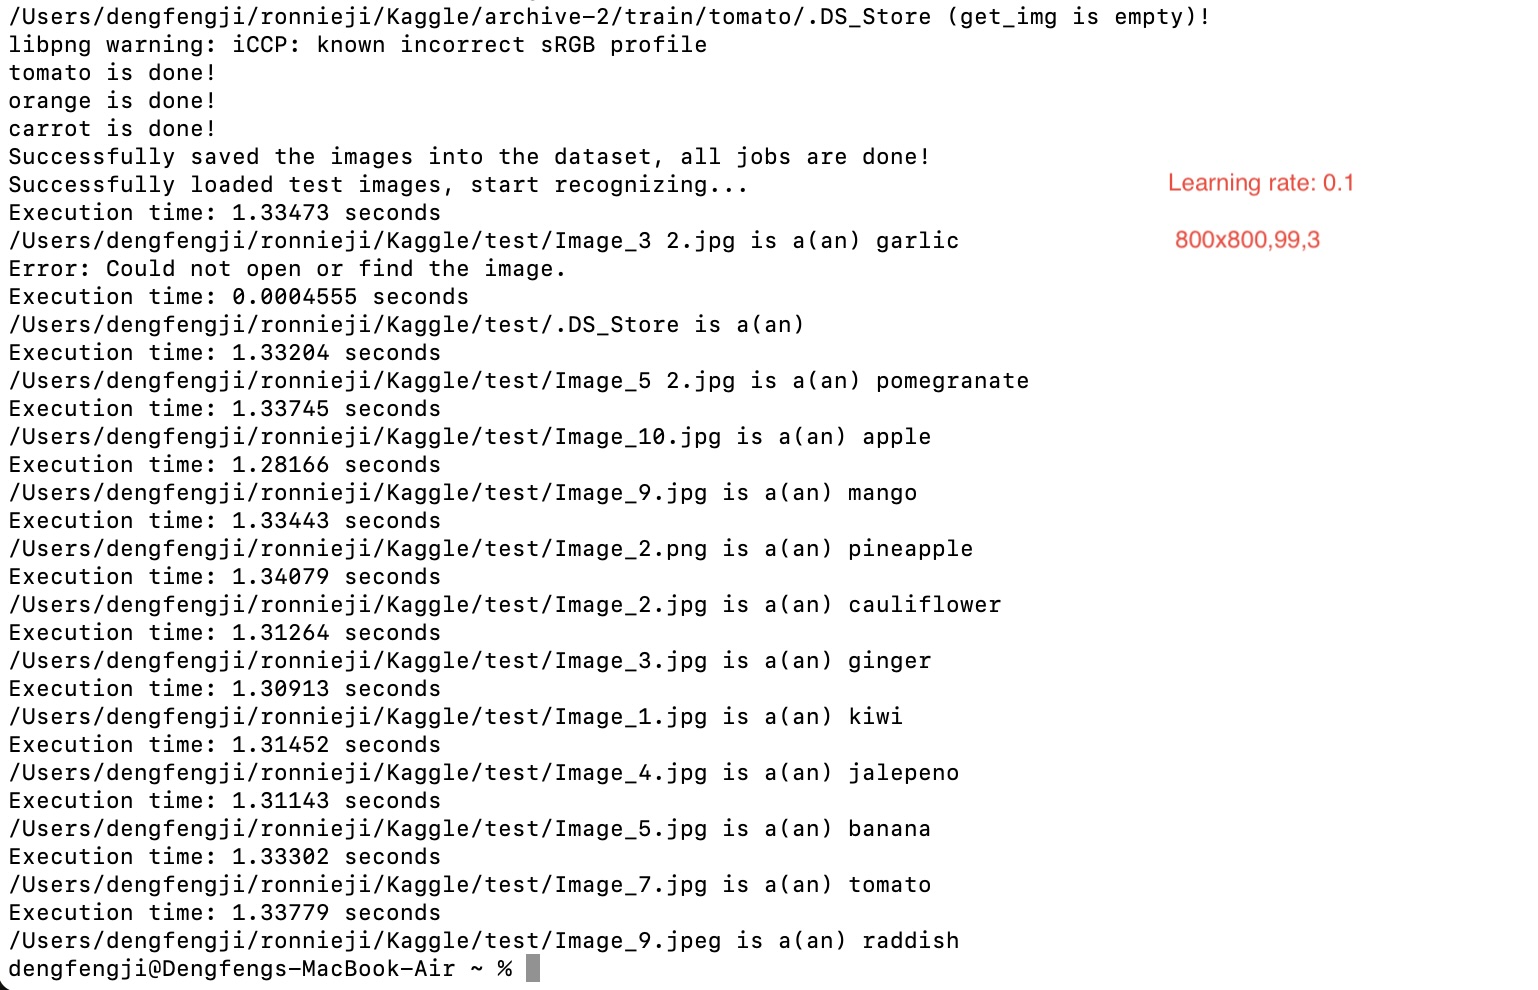 /Users/dengfengji/ronnieji/Kaggle/archive-2/train/tomato/.DS_Store (get_img is empty)!
libpng warning: iCCP: known incorrect sRGB profile
tomato is done!
orange is done!
carrot is done!
Successfully saved the images into the dataset, all jobs are done!
Successfully loaded test images, start recognizing...
Learning rate: 0.1
Execution time: 1.33473 seconds
/Users/dengfengji/ronnieji/Kaggle/test/Image_3 2.jpg is a(an) garlic
800x800,99,3
Error: Could not open or find the image.
Execution time: 0.0004555 seconds
/Users/dengfengji/ronnieji/Kaggle/test/.DS_Store is a(an)
Execution time: 1.33204 seconds
/Users/dengfengji/ronnieji/Kaggle/test/Image_5 2.jpg is a(an) pomegranate
Execution time: 1.33745 seconds
/Users/dengfengji/ronnieji/Kaggle/test/Image_10.jpg is a(an) apple
Execution time: 1.28166 seconds
/Users/dengfengji/ronnieji/Kaggle/test/Image_9.jpg is a(an) mango
Execution time: 1.33443 seconds
/Users/dengfengji/ronnieji/Kaggle/test/Image_2.png is a(an) pineapple
Execution time: 1.34079 seconds
/Users/dengfengji/ronnieji/Kaggle/test/Image_2.jpg is a(an) cauliflower
Execution time: 1.31264 seconds
/Users/dengfengji/ronnieji/Kaggle/test/Image_3.jpg is a(an) ginger
Execution time: 1.30913 seconds
/Users/dengfengji/ronnieji/Kaggle/test/Image_1.jpg is a(an) kiwi
Execution time: 1.31452 seconds
/Users/dengfengji/ronnieji/Kaggle/test/Image_4.jpg is a(an) jalepeno
Execution time: 1.31143 seconds
/Users/dengfengji/ronnieji/Kaggle/test/Image_5.jpg is a(an) banana
Execution time: 1.33302 seconds
/Users/dengfengji/ronnieji/Kaggle/test/Image_7.jpg is a(an) tomato
Execution time: 1.33779 seconds
/Users/dengfengji/ronnieji/Kaggle/test/Image_9.jpeg is a(an) raddish
dengfengji@Dengfengs-MacBook-Air ~ %